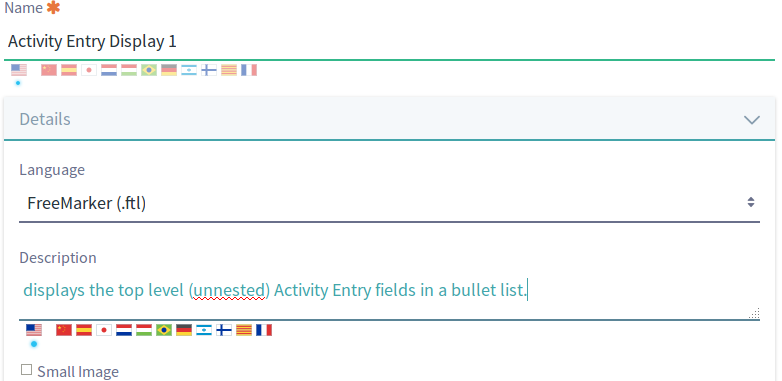 Name ✱
Activity Entry Display 1
Details
Language
FreeMarker (.ftl)
Description
displays the top level (unnested) Activity Entry fields in a bullet list.
Small Image